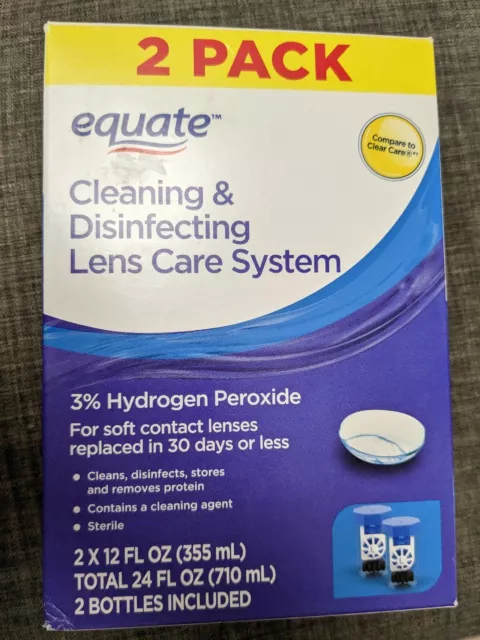 2 PACK
equate™
Compare to
Clear Care®*†
Cleaning &
Disinfecting
Lens Care System
3% Hydrogen Peroxide
For soft contact lenses
replaced in 30 days or less
• Cleans, disinfects, stores
and removes protein
• Contains a cleaning agent
• Sterile
2 X 12 FL OZ (355 mL)
TOTAL 24 FL OZ (710 mL)
2 BOTTLES INCLUDED